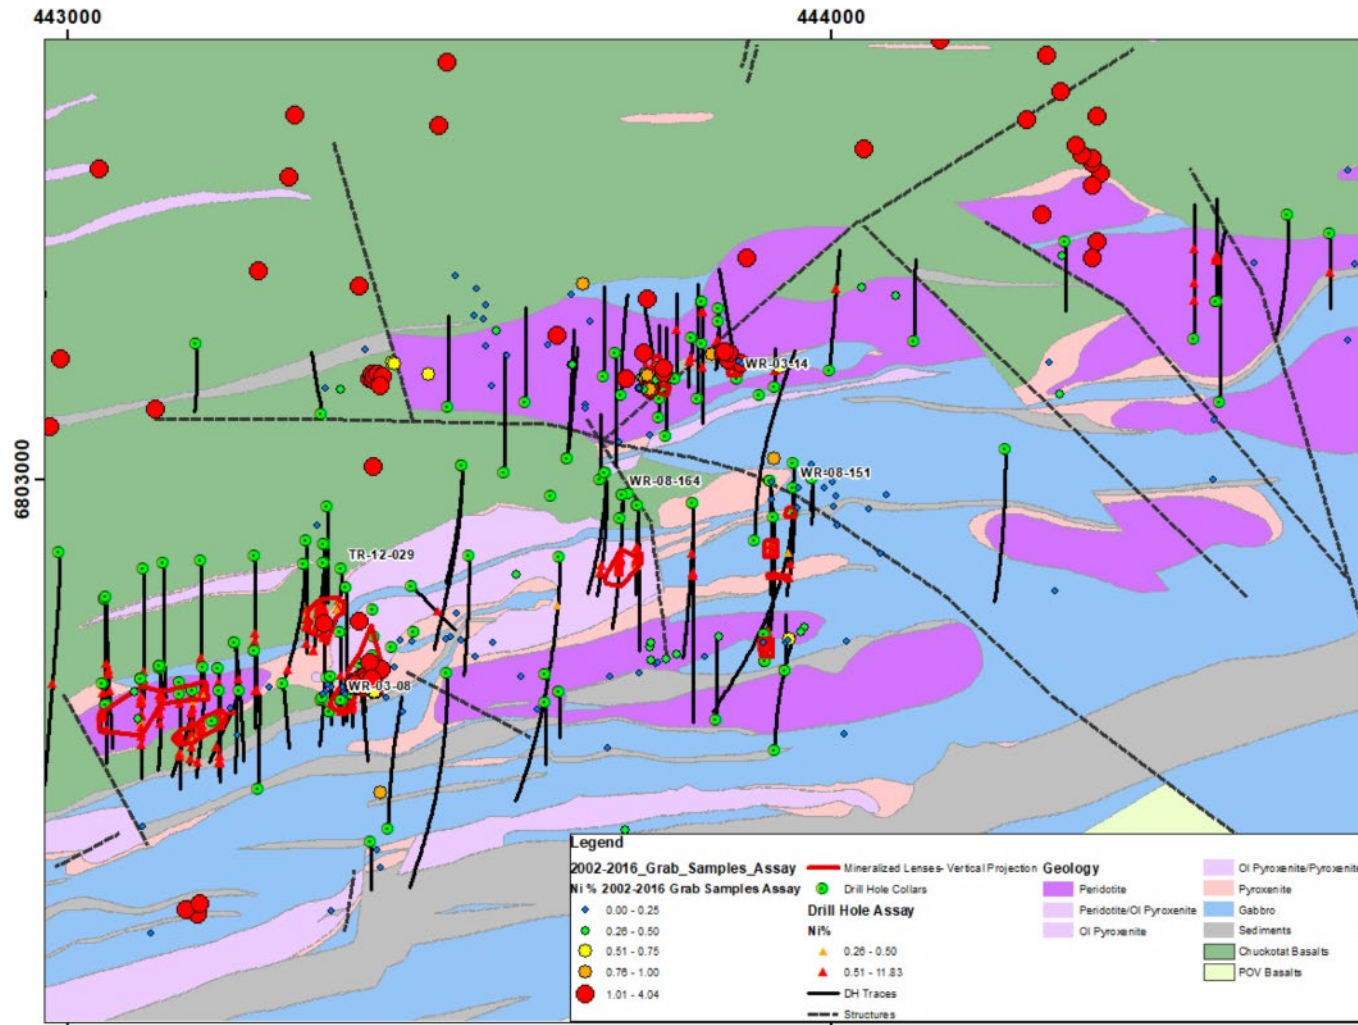 443000
444000
6803000
WR-03-14
WR-08-151
WR-08-164
TR-12-029
WR-03-08
Legend
2002-2016_Grab_Samples_Assay
Ni % 2002-2016 Grab Samples Assay
0.00 - 0.25
0.26 - 0.50
0.51 - 0.75
0.76 - 1.00
1.01 - 4.04
Mineralized Lenses- Vertical Projection
Drill Hole Collars
Drill Hole Assay
Ni%
0.26 - 0.50
0.51 - 11.83
DH Traces
Structures
Geology
Peridotite
Peridotite/Ol Pyroxenite
Ol Pyroxenite
Ol Pyroxenite/Pyroxenite
Pyroxenite
Gabbro
Sediments
Chuckotat Basalts
POV Basalts